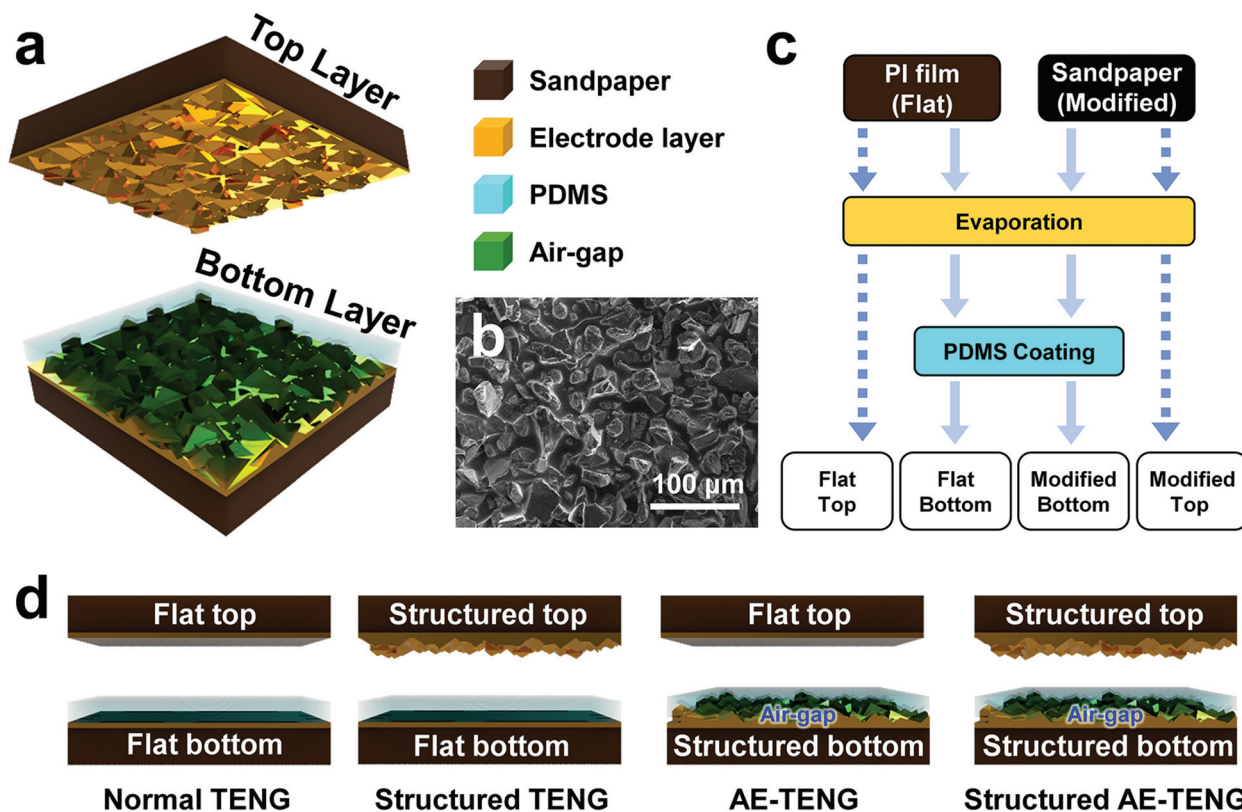 a
Top Layer
Bottom Layer
Sandpaper
Electrode layer
PDMS
Air-gap
b
100 µm
c
PI film
(Flat)
Sandpaper
(Modified)
Evaporation
PDMS Coating
Flat
Top
Flat
Bottom
Modified
Bottom
Modified
Top
d
Flat top
Flat bottom
Normal TENG
Structured top
Flat bottom
Structured TENG
Flat top
Air-gap
Structured bottom
AE-TENG
Structured top
Air-gap
Structured bottom
Structured AE-TENG